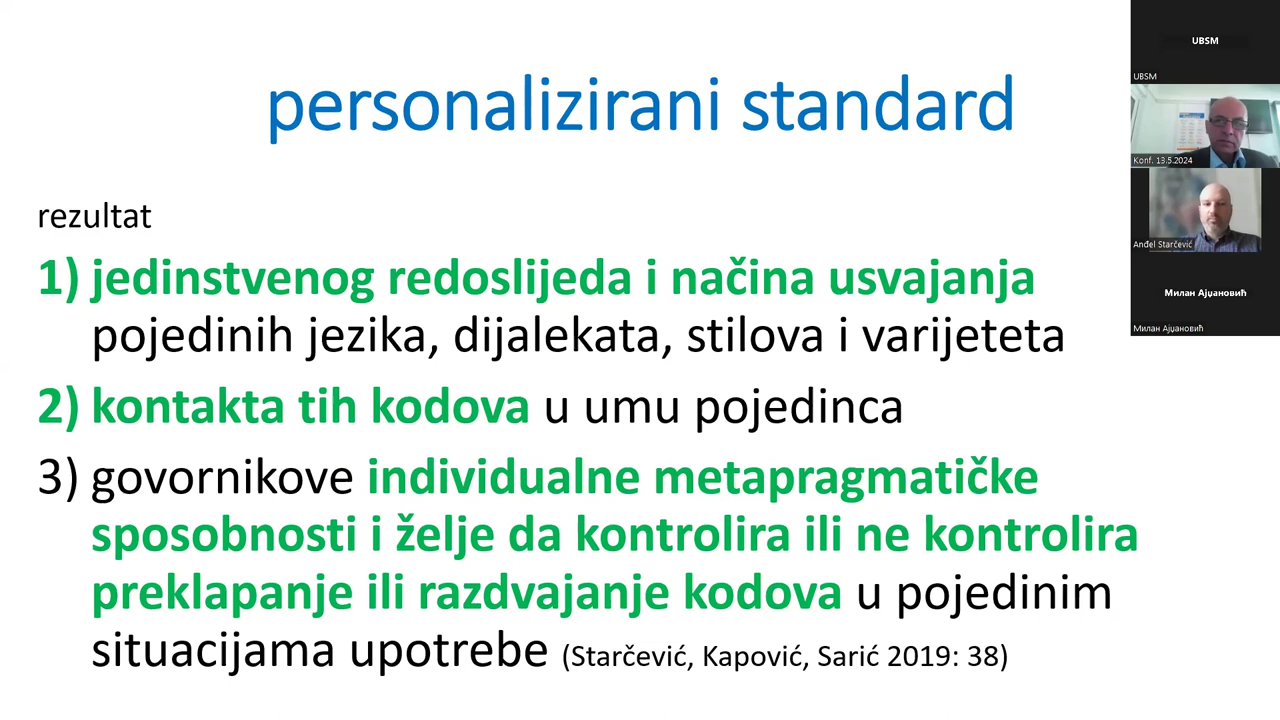 personalizirani standard
rezultat
1) jedinstvenog redoslijeda i načina usvajanja
pojedinih jezika, dijalekata, stilova i varijeteta
2) kontakta tih kodova u umu pojedinca
3) govornikove individualne metapragmatičke
sposobnosti i želje da kontrolira ili ne kontrolira
preklapanje ili razdvajanje kodova u pojedinim
situacijama upotrebe (Starčević, Kapović, Sarić 2019: 38)
UBSM
UBSM
Konf. 13.5.2024
Anđel Starčević
Милан Ајџановић
Милан Ајџановић